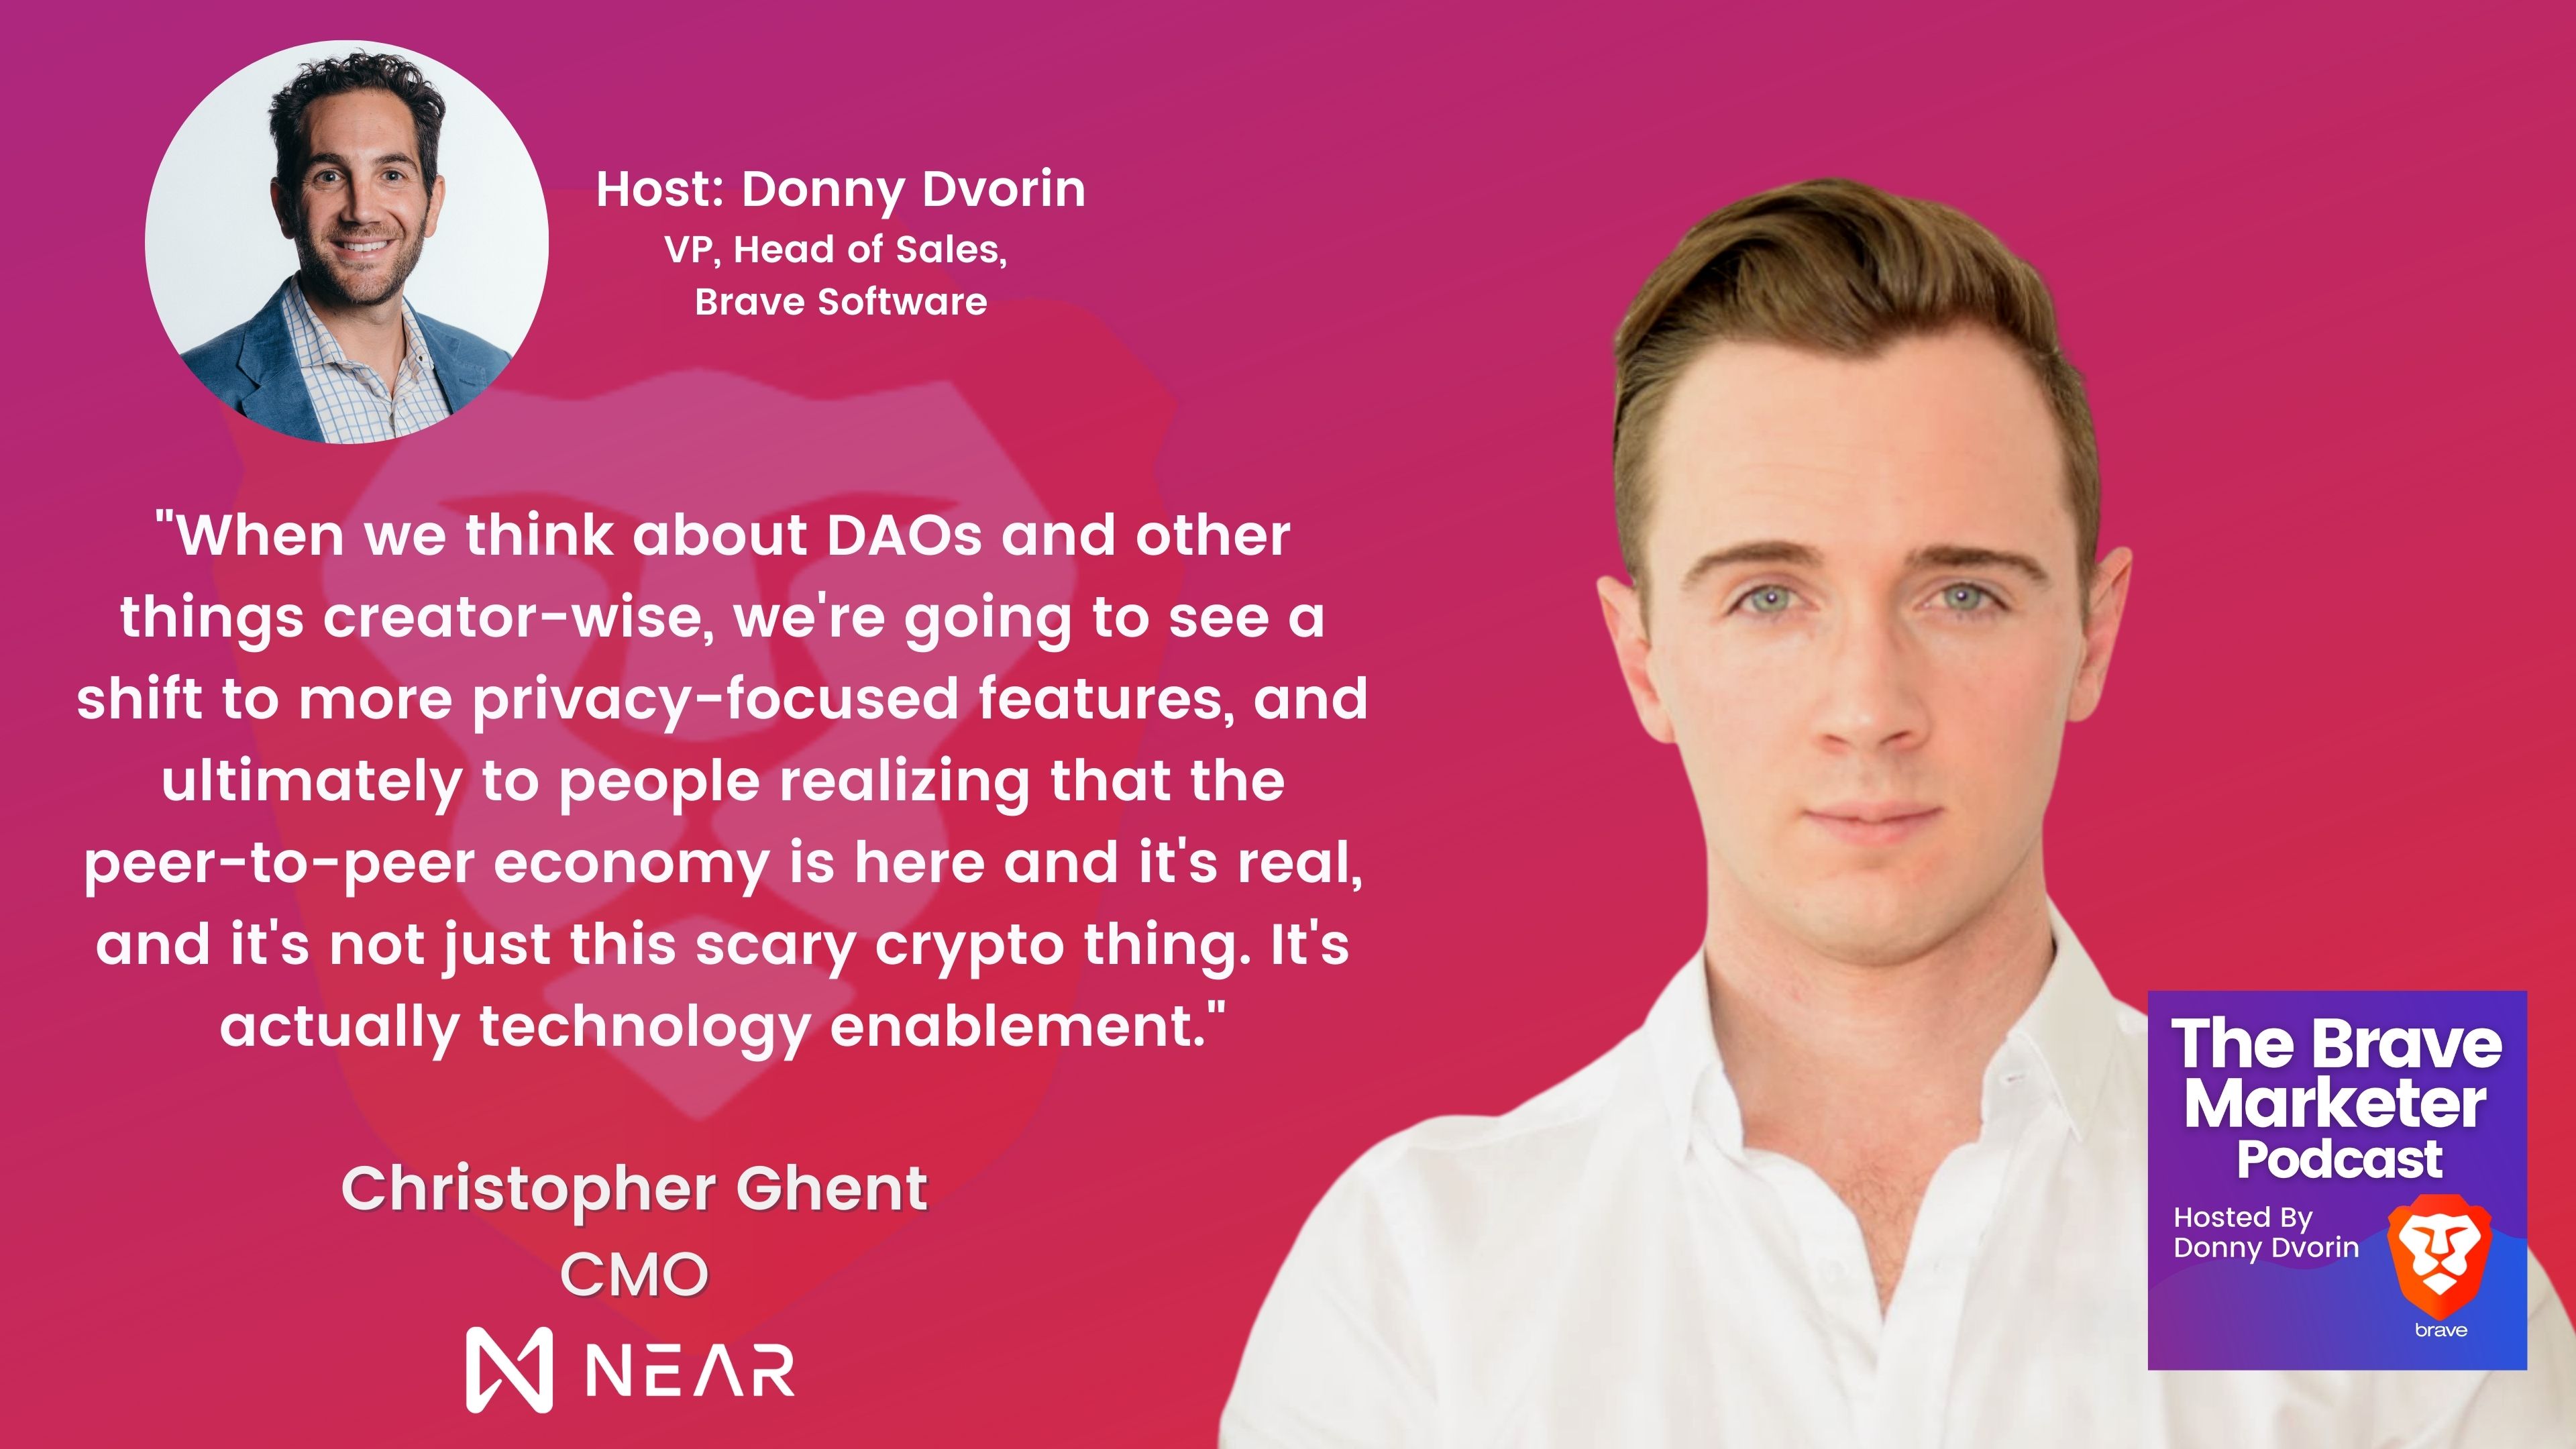 Host: Donny Dvorin
VP, Head of Sales,
Brave Software
"When we think about DAOs and other
things creator-wise, we're going to see a
shift to more privacy-focused features, and
ultimately to people realizing that the
peer-to-peer economy is here and it's real,
and it's not just this scary crypto thing. It's
actually technology enablement."
Christopher Ghent
CMO
NEAR
The Brave
Marketer
Podcast
Hosted By
Donny Dvorin
brave